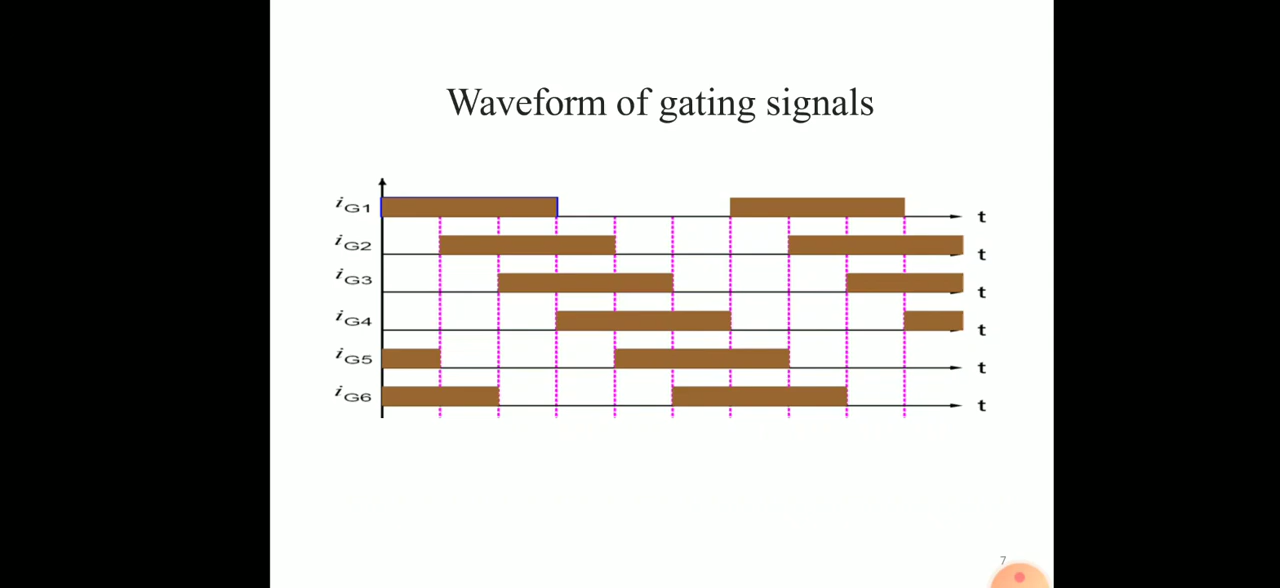 Waveform of gating signals
iG1 t
iG2 t
iG3 t
iG4 t
iG5 t
iG6 t
7